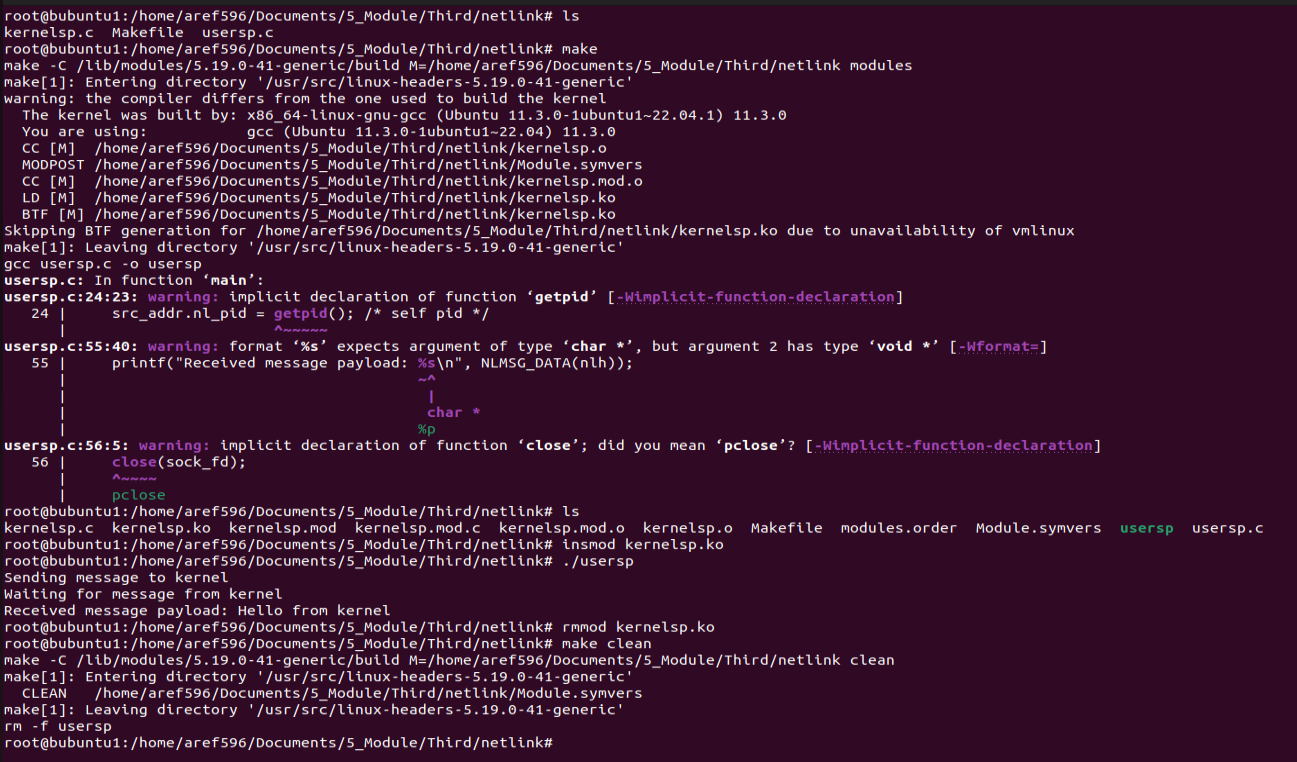 root@bubuntu1:/home/aref596/Documents/5_Module/Third/netlink# ls
kernelsp.c  Makefile  usersp.c
root@bubuntu1:/home/aref596/Documents/5_Module/Third/netlink# make
make -C /lib/modules/5.19.0-41-generic/build M=/home/aref596/Documents/5_Module/Third/netlink modules
make[1]: Entering directory '/usr/src/linux-headers-5.19.0-41-generic'
warning: the compiler differs from the one used to build the kernel
  The kernel was built by: x86_64-linux-gnu-gcc (Ubuntu 11.3.0-1ubuntu1~22.04.1) 11.3.0
  You are using:           gcc (Ubuntu 11.3.0-1ubuntu1~22.04) 11.3.0
  CC [M]  /home/aref596/Documents/5_Module/Third/netlink/kernelsp.o
  MODPOST /home/aref596/Documents/5_Module/Third/netlink/Module.symvers
  CC [M]  /home/aref596/Documents/5_Module/Third/netlink/kernelsp.mod.o
  LD [M]  /home/aref596/Documents/5_Module/Third/netlink/kernelsp.ko
  BTF [M] /home/aref596/Documents/5_Module/Third/netlink/kernelsp.ko
Skipping BTF generation for /home/aref596/Documents/5_Module/Third/netlink/kernelsp.ko due to unavailability of vmlinux
make[1]: Leaving directory '/usr/src/linux-headers-5.19.0-41-generic'
gcc usersp.c -o usersp
usersp.c: In function ‘main’:
usersp.c:24:23: warning: implicit declaration of function ‘getpid’ [-Wimplicit-function-declaration]
   24 |     src_addr.nl_pid = getpid(); /* self pid */
      |                       ^~~~~~
usersp.c:55:40: warning: format ‘%s’ expects argument of type ‘char *’, but argument 2 has type ‘void *’ [-Wformat=]
   55 |     printf("Received message payload: %s\n", NLMSG_DATA(nlh));
      |                                       ~^
      |                                        |
      |                                        char *
      |                                       %p
usersp.c:56:5: warning: implicit declaration of function ‘close’; did you mean ‘pclose’? [-Wimplicit-function-declaration]
   56 |     close(sock_fd);
      |     ^~~~~
      |     pclose
root@bubuntu1:/home/aref596/Documents/5_Module/Third/netlink# ls
kernelsp.c  kernelsp.ko  kernelsp.mod  kernelsp.mod.c  kernelsp.mod.o  kernelsp.o  Makefile  modules.order  Module.symvers  usersp  usersp.c
root@bubuntu1:/home/aref596/Documents/5_Module/Third/netlink# insmod kernelsp.ko
root@bubuntu1:/home/aref596/Documents/5_Module/Third/netlink# ./usersp
Sending message to kernel
Waiting for message from kernel
Received message payload: Hello from kernel
root@bubuntu1:/home/aref596/Documents/5_Module/Third/netlink# rmmod kernelsp.ko
root@bubuntu1:/home/aref596/Documents/5_Module/Third/netlink# make clean
make -C /lib/modules/5.19.0-41-generic/build M=/home/aref596/Documents/5_Module/Third/netlink clean
make[1]: Entering directory '/usr/src/linux-headers-5.19.0-41-generic'
  CLEAN   /home/aref596/Documents/5_Module/Third/netlink/Module.symvers
make[1]: Leaving directory '/usr/src/linux-headers-5.19.0-41-generic'
rm -f usersp
root@bubuntu1:/home/aref596/Documents/5_Module/Third/netlink#